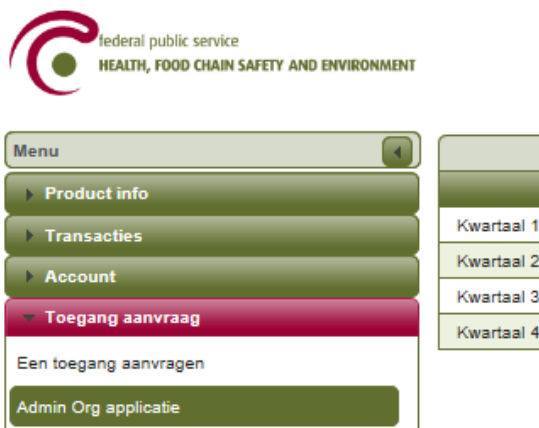 federal public service
HEALTH, FOOD CHAIN SAFETY AND ENVIRONMENT
Menu
Product info
Transacties
Account
Toegang aanvraag
Een toegang aanvragen
Admin Org applicatie
Kwartaal 1
Kwartaal 2
Kwartaal 3
Kwartaal 4